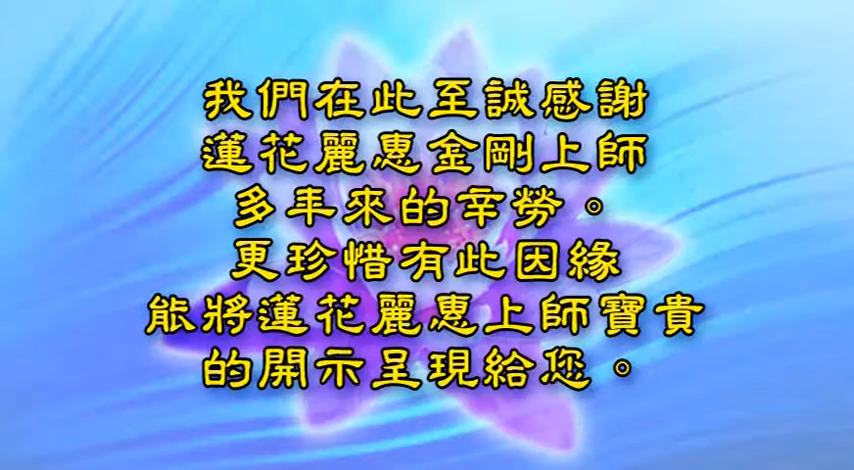 我們在此至誠感謝
蓮花麗惠金剛上師
多年來的辛勞。
更珍惜有此因緣
能將蓮花麗惠上師寶貴
的開示呈現給您。